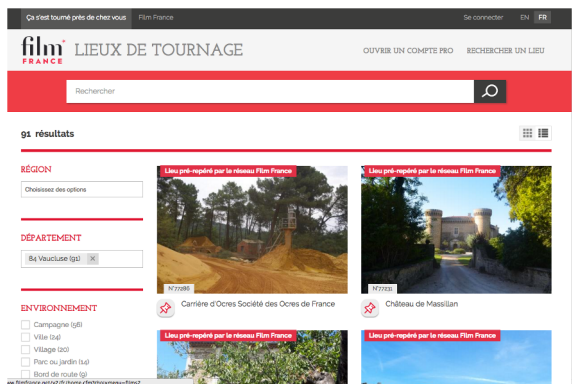 Ça s'est tourné près de chez vous
Film France
Se connecter
EN
FR
film
FRANCE
LIEUX DE TOURNAGE
OUVRIR UN COMPTE PRO
RECHERCHER UN LIEU
Rechercher
91 résultats
RÉGION
Choisissez des options
DÉPARTEMENT
84 Vaucluse (91) ×
ENVIRONNEMENT
Campagne (56)
Ville (24)
Village (20)
Parc ou jardin (14)
Bord de route (9)
Lieu pré-repéré par le réseau Film France
N°77286
Carrière d'Ocres Société des Ocres de France
Lieu pré-repéré par le réseau Film France
N°77231
Château de Massillan
Lieu pré-repéré par le réseau Film France
Lieu pré-repéré par le réseau Film France